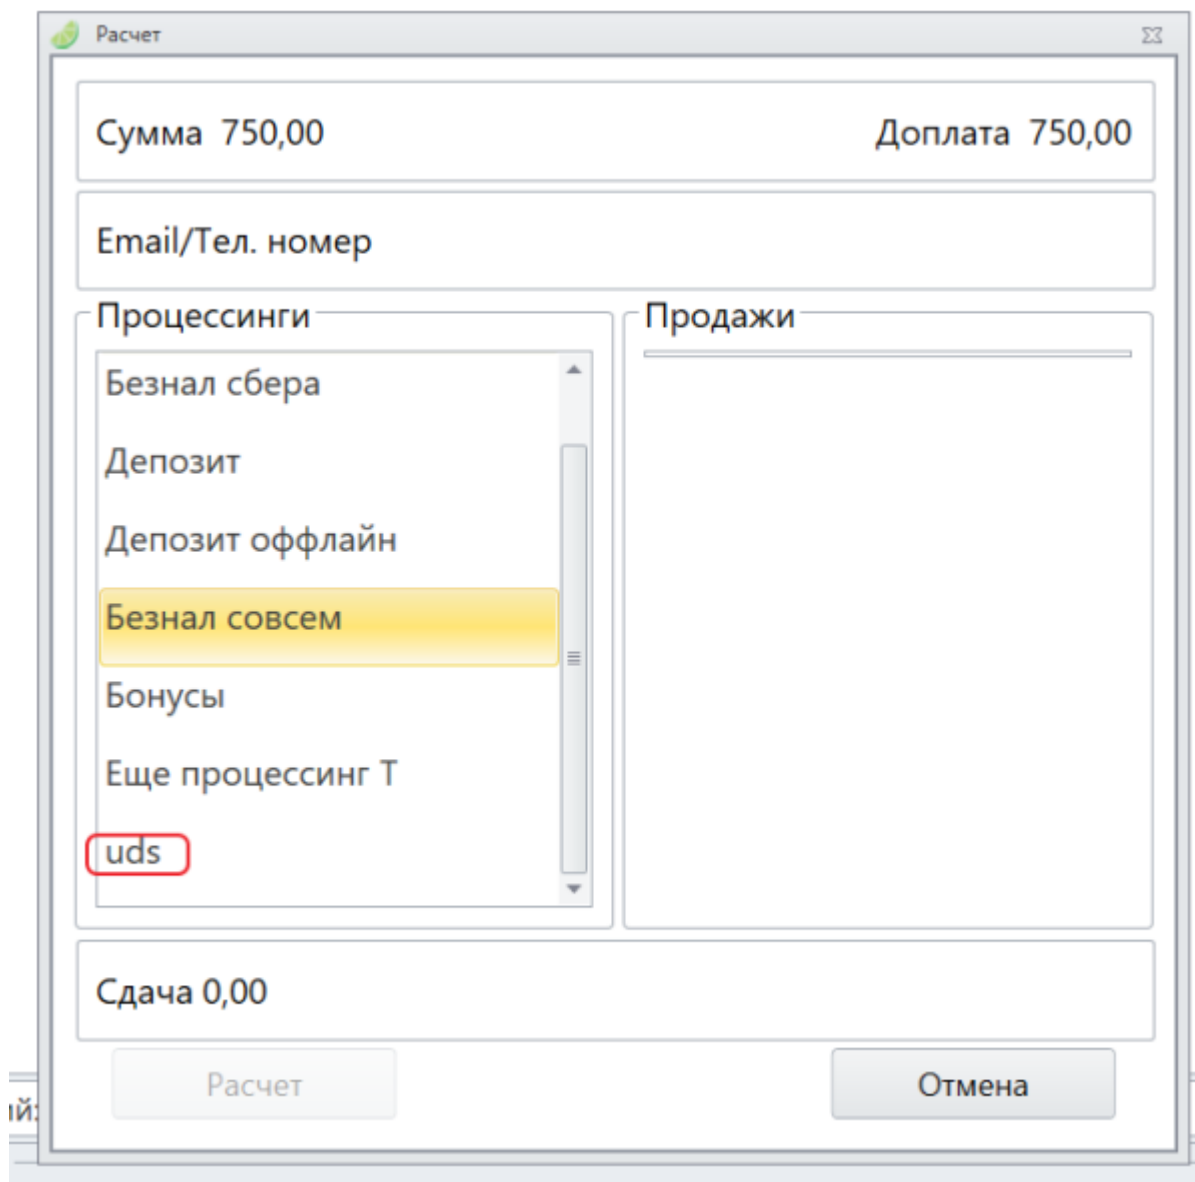 Расчет
Сумма 750,00
Доплата 750,00
Email/Тел. номер
Процессинги
Безнал сбера
Депозит
Депозит оффлайн
Безнал совсем
Бонусы
Еще процессинг Т
uds
Продажи
Сдача 0,00
Расчет
Отмена
ий: